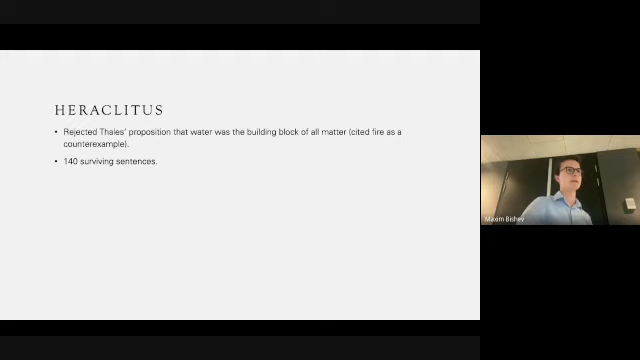 HERACLITUS
• Rejected Thales' proposition that water was the building block of all matter (cited fire as a
counterexample).
• 140 surviving sentences.
Maxim Bishev